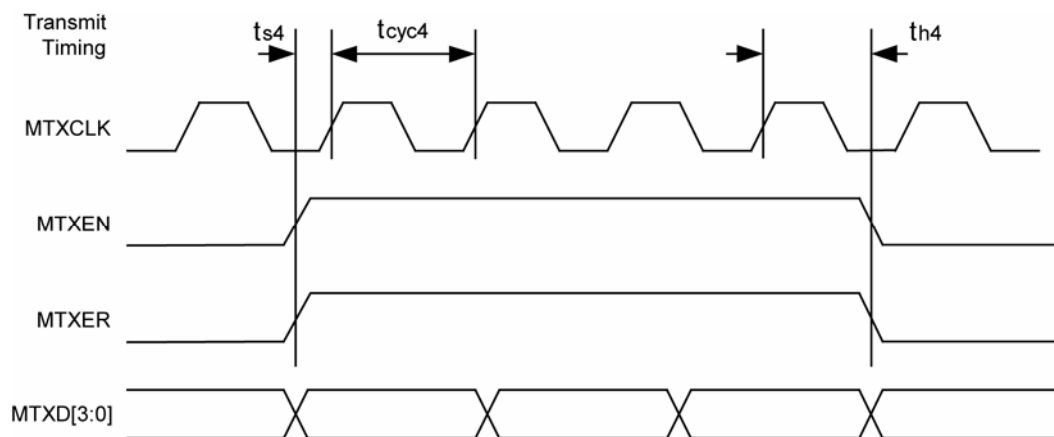 Transmit
Timing
ts4
tcyc4
th4
MTXCLK
MTXEN
MTXER
MTXD[3:0]